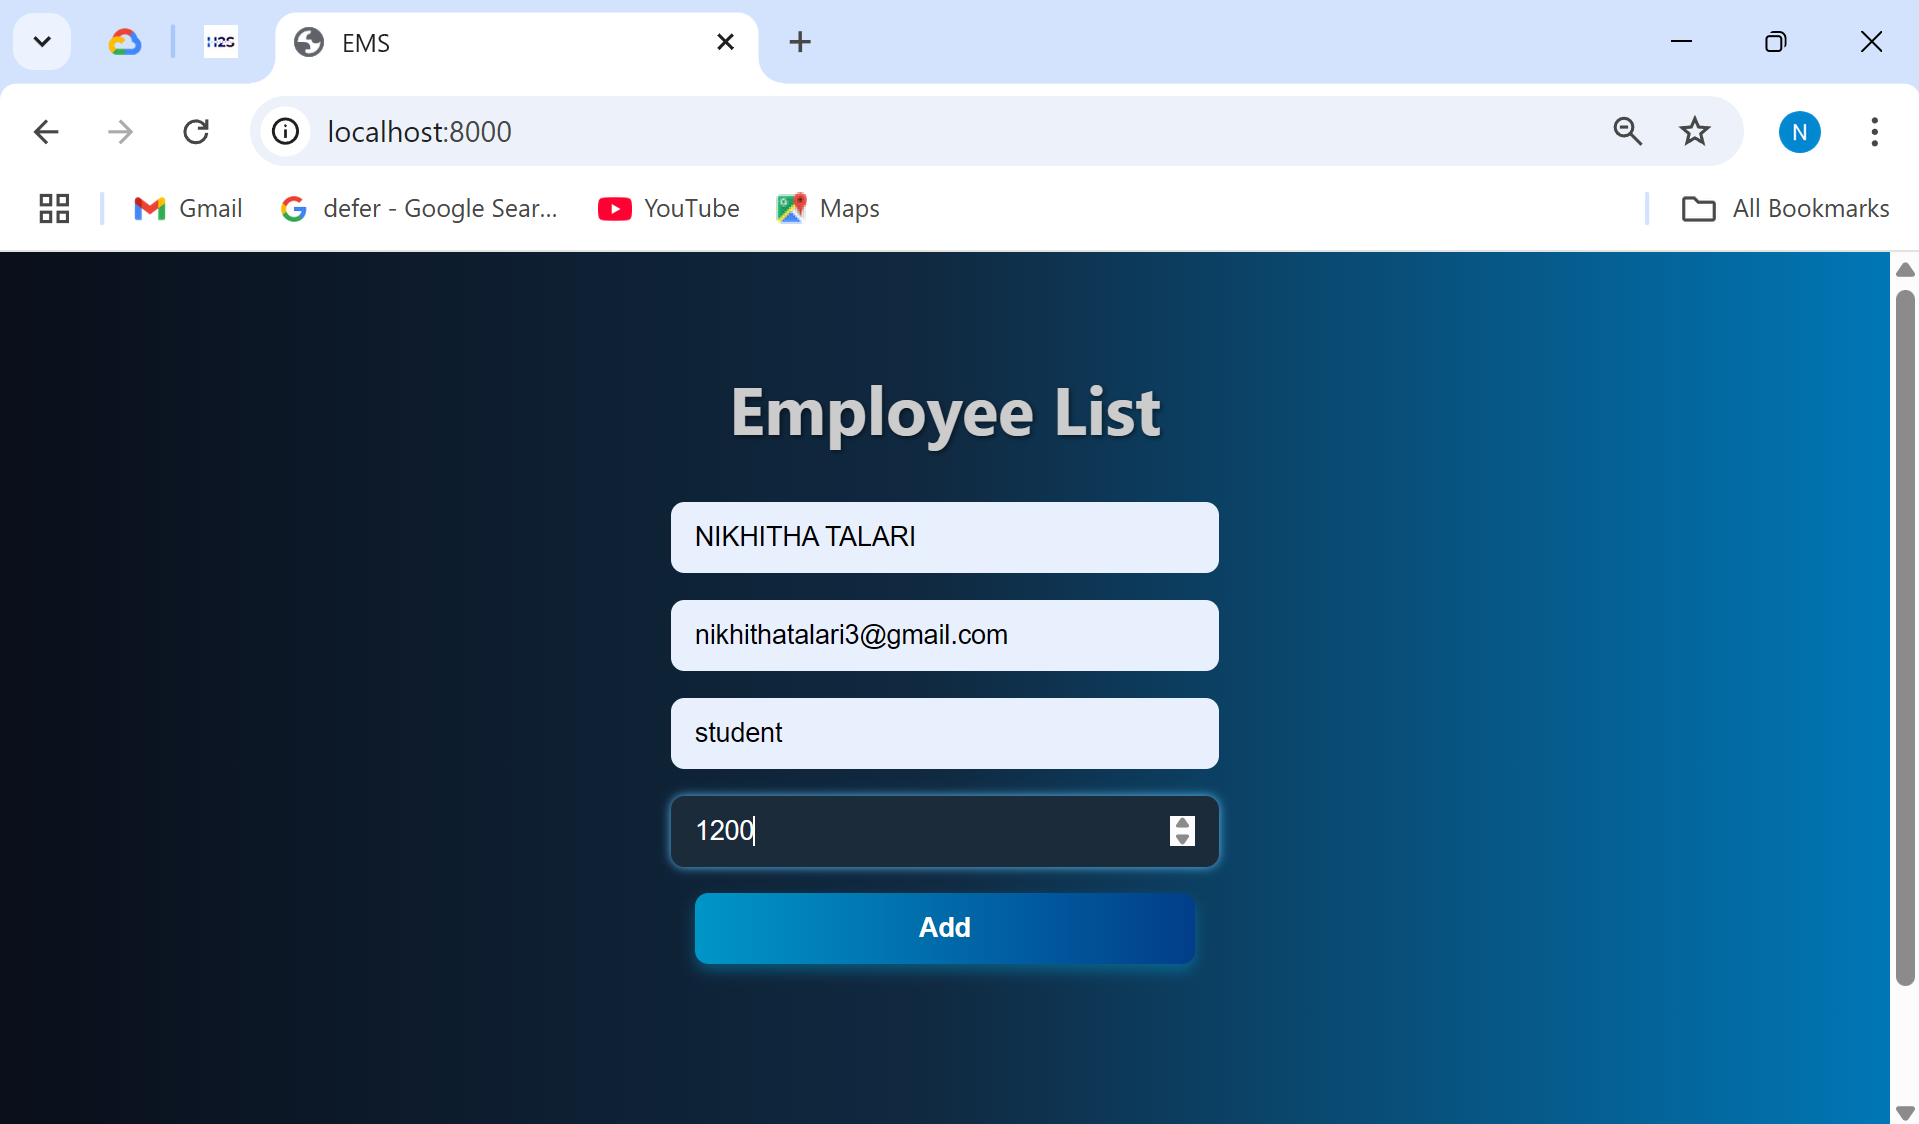 H2S
EMS
localhost:8000
N
Gmail
defer - Google Sear...
YouTube
Maps
All Bookmarks
Employee List
NIKHITHA TALARI
nikhithatalari3@gmail.com
student
1200
Add